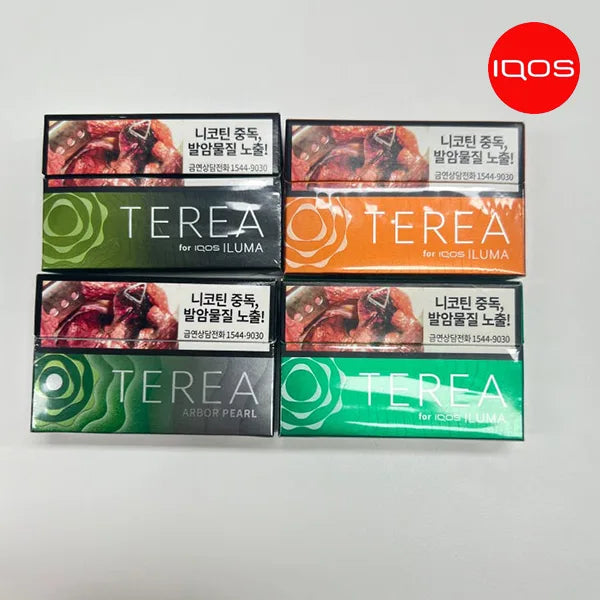 IQOS
니코틴 중독,
발암물질 노출!
금연상담전화 1544-9030
TEREA
for IQOS ILUMA
니코틴 중독,
발암물질 노출!
금연상담전화 1544-9030
TEREA
for IQOS ILUMA
니코틴 중독,
발암물질 노출!
금연상담전화 1544-9030
TEREA
ARBOR PEARL
니코틴 중독,
발암물질 노출!
금연상담전화 1544-9030
TEREA
for IQOS ILUMA